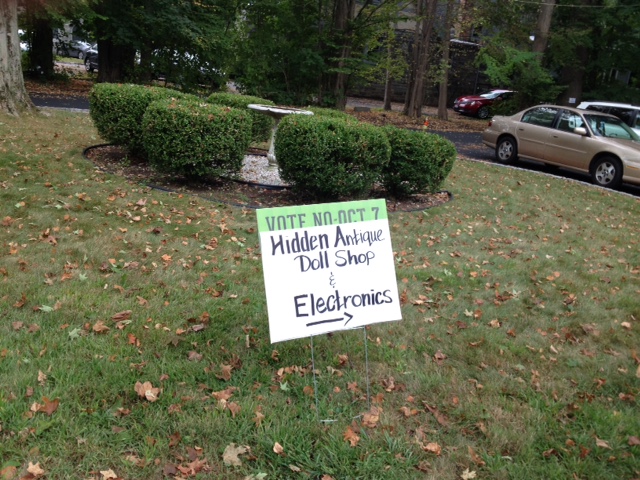 VOTE NO-OCT 7
Hidden Antique
Doll Shop
&
Electronics